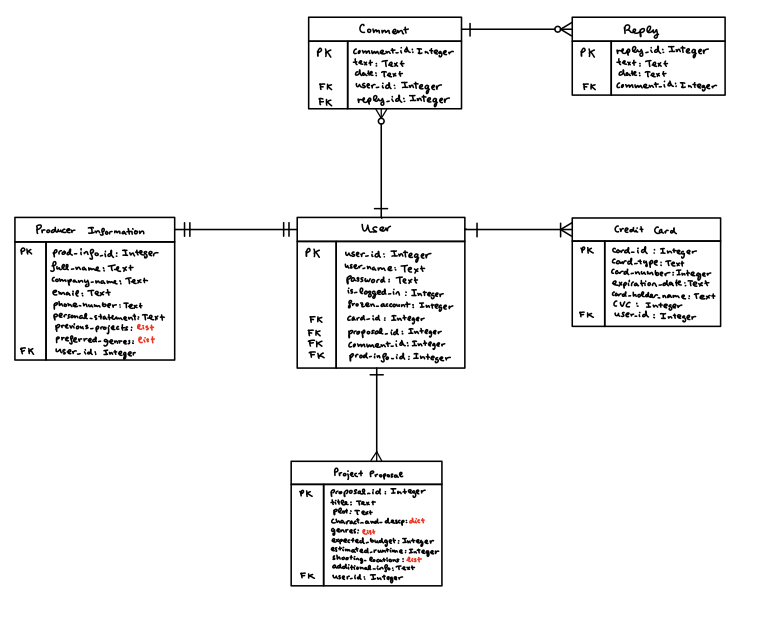 Comment
PK comment_id: Integer
text: Text
date: Text
FK user_id: Integer
FK reply_id: Integer
Reply
PK reply_id: Integer
text: Text
date: Text
FK comment_id: Integer
Producer Information
PK prod_info_id: Integer
full_name: Text
company_name: Text
email: Text
phone_number: Text
personal_statement: Text
previous_projects: list
preferred_genres: list
FK user_id: Integer
User
PK user_id: Integer
user_name: Text
password: Text
is_logged_in: Integer
frozen_account: Integer
FK card_id: Integer
FK proposal_id: Integer
FK comment_id: Integer
FK prod_info_id: Integer
Credit Card
PK card_id: Integer
card_type: Text
card_number: Integer
expiration_date: Text
card_holder_name: Text
CVC: Integer
FK user_id: Integer
Project Proposal
PK proposal_id: Integer
title: Text
plot: Text
charact_and_descp: dict
genres: list
expected_budget: Integer
estimated_runtime: Integer
shooting_locations: list
additional_info: Text
FK user_id: Integer